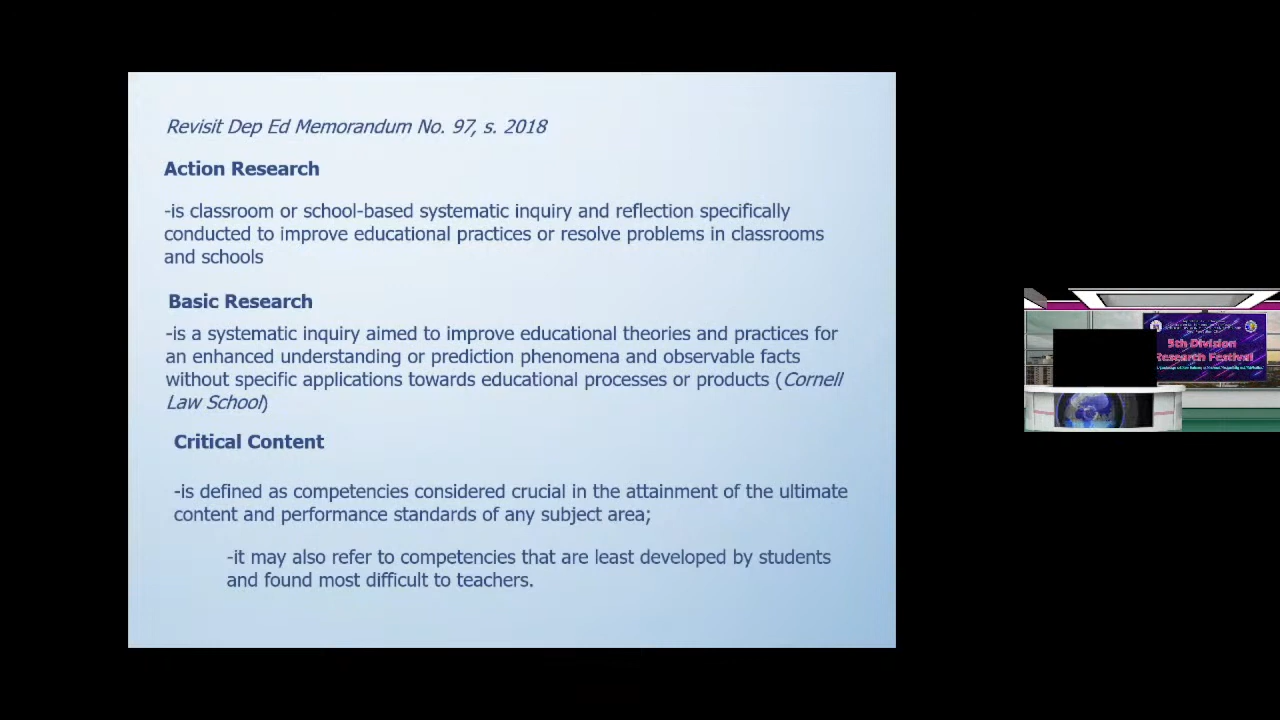 Revisit Dep Ed Memorandum No. 97, s. 2018
Action Research
-is classroom or school-based systematic inquiry and reflection specifically
conducted to improve educational practices or resolve problems in classrooms
and schools
Basic Research
-is a systematic inquiry aimed to improve educational theories and practices for
an enhanced understanding or prediction phenomena and observable facts
without specific applications towards educational processes or products (Cornell
Law School)
Critical Content
-is defined as competencies considered crucial in the attainment of the ultimate
content and performance standards of any subject area;
-it may also refer to competencies that are least developed by students
and found most difficult to teachers.
5th Division
Research Festival